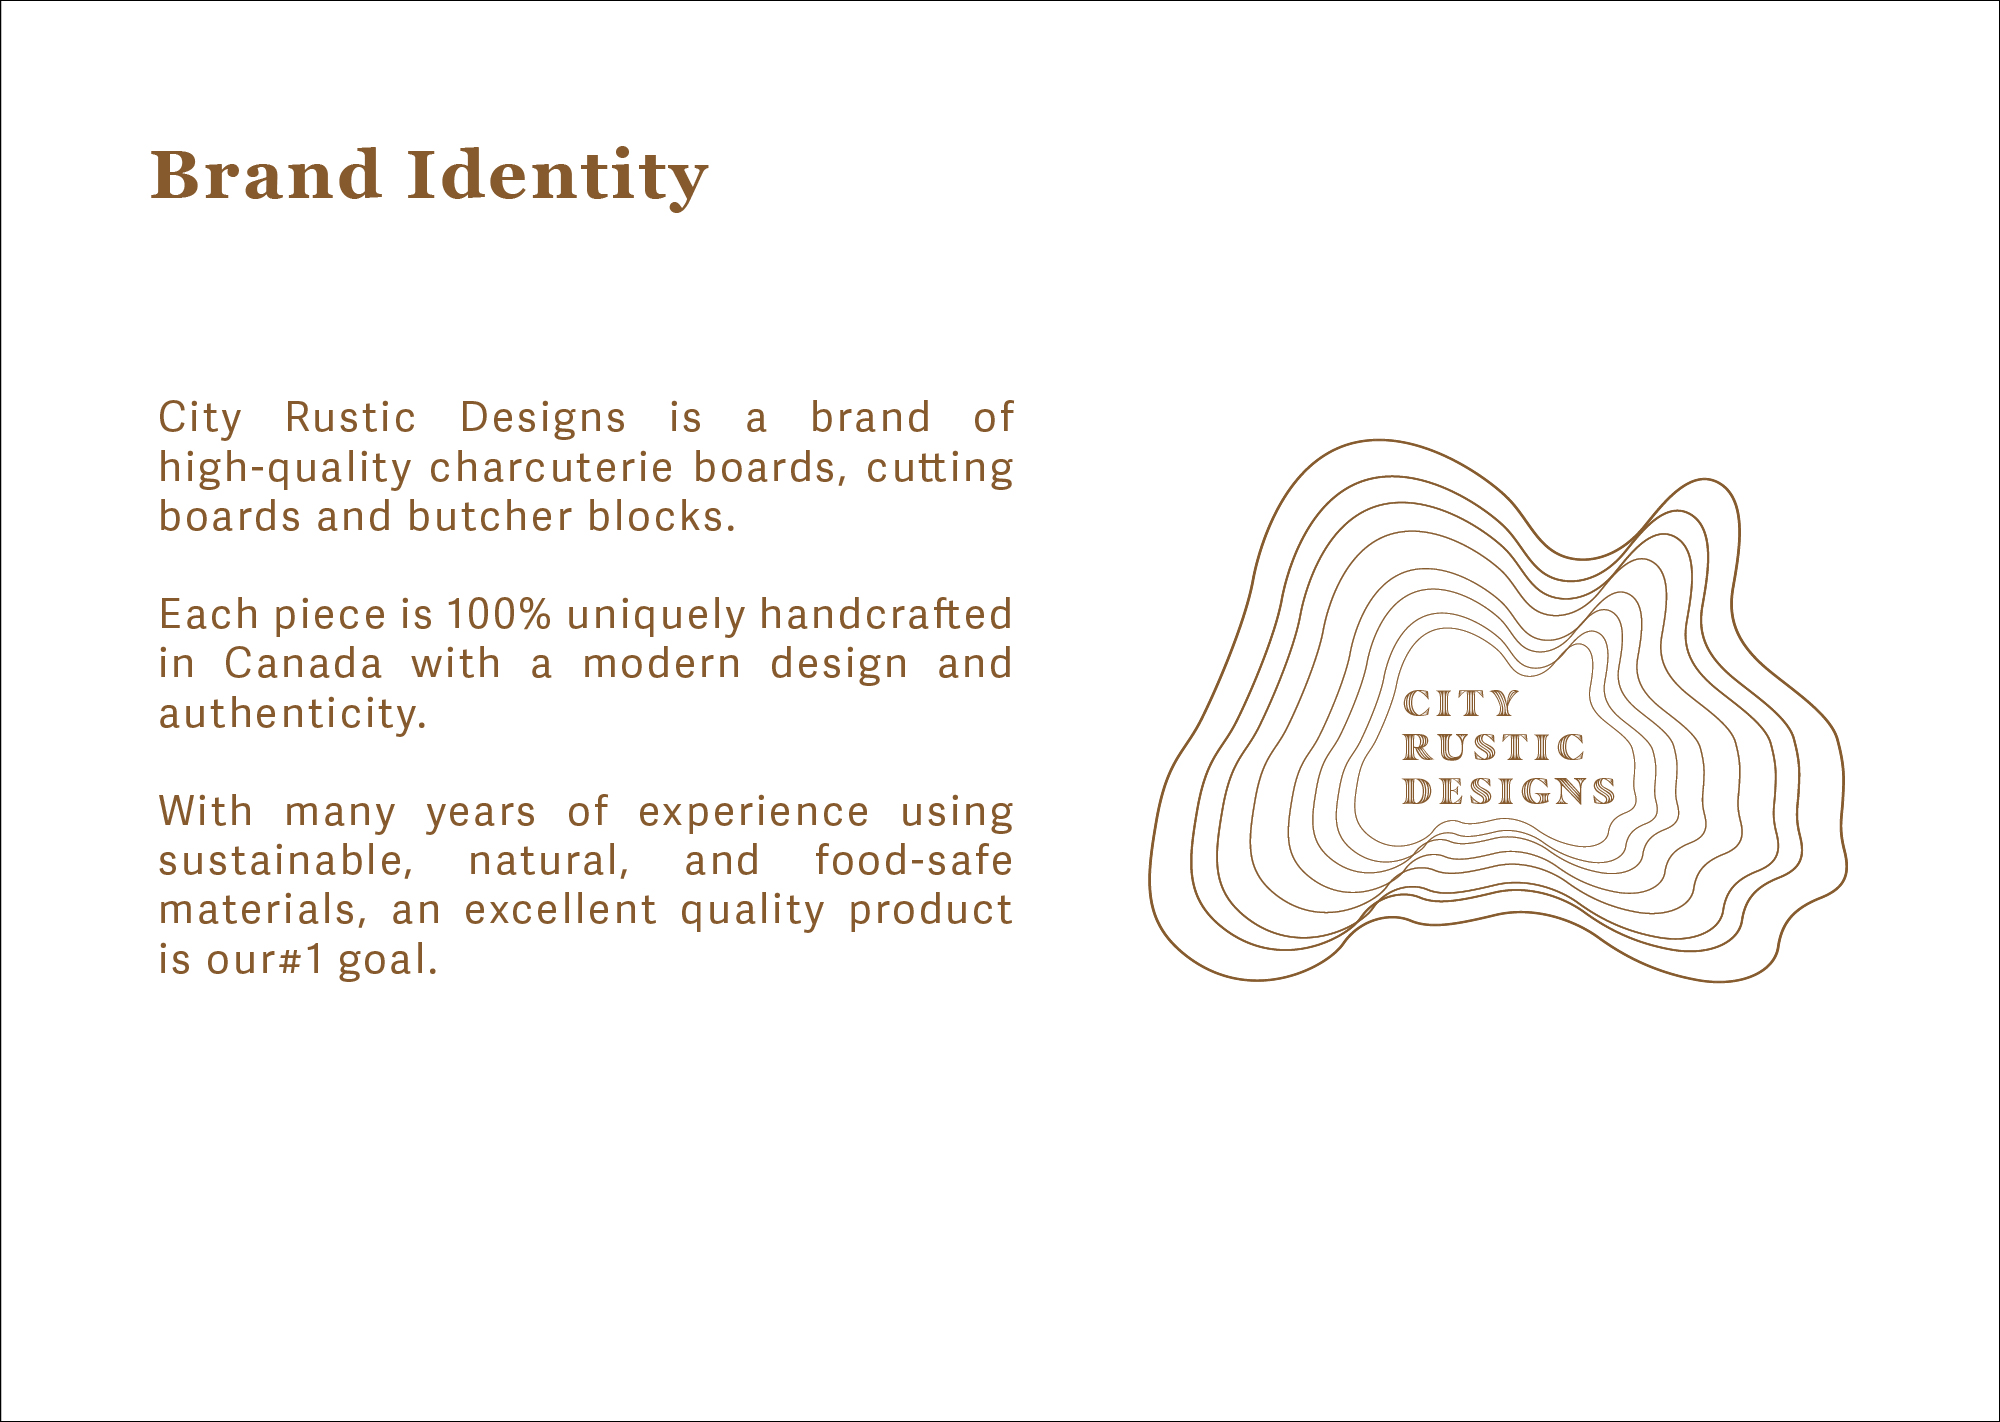 Brand Identity
City Rustic Designs is a brand of
high-quality charcuterie boards, cutting
boards and butcher blocks.
Each piece is 100% uniquely handcrafted
in Canada with a modern design and
authenticity.
With many years of experience using
sustainable, natural, and food-safe
materials, an excellent quality product
is our#1 goal.
CITY
RUSTIC
DESIGNS